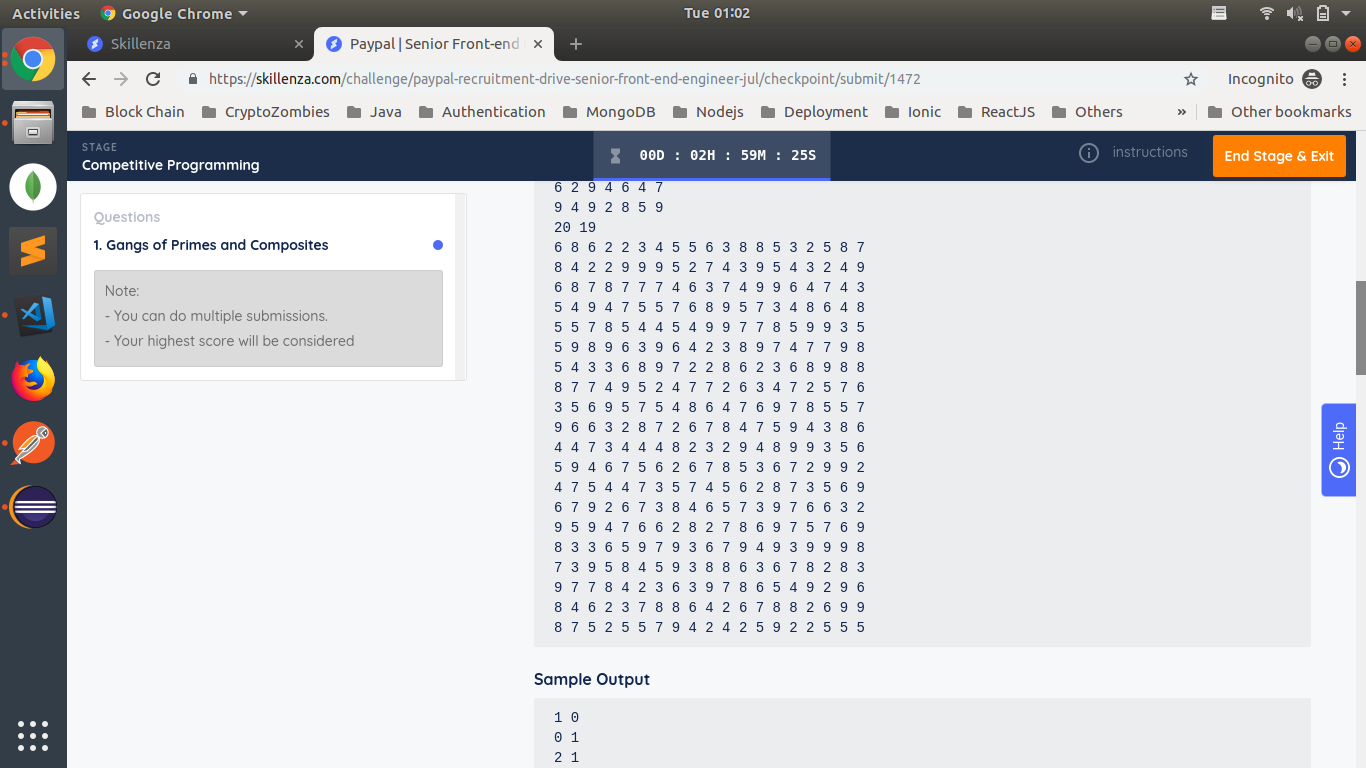 Activities
Google Chrome
Tue 01:02
Skillenza
Paypal | Senior Front-end
https://skillenza.com/challenge/paypal-recruitment-drive-senior-front-end-engineer-jul/checkpoint/submit/1472
Incognito
Block Chain
CryptoZombies
Java
Authentication
MongoDB
Nodejs
Deployment
Ionic
ReactJS
Others
»
Other bookmarks
STAGE
Competitive Programming
00D : 02H : 59M : 25S
instructions
End Stage & Exit
Questions
1. Gangs of Primes and Composites
Note:
- You can do multiple submissions.
- Your highest score will be considered
6 2 9 4 6 4 7
9 4 9 2 8 5 9
20 19
6 8 6 2 2 3 4 5 5 6 3 8 8 5 3 2 5 8 7
8 4 2 2 9 9 9 5 2 7 4 3 9 5 4 3 2 4 9
6 8 7 8 7 7 7 4 6 3 7 4 9 9 6 4 7 4 3
5 4 9 4 7 5 5 7 6 8 9 5 7 3 4 8 6 4 8
5 5 7 8 5 4 4 5 4 9 9 7 7 8 5 9 9 3 5
5 9 8 9 6 3 9 6 4 2 3 8 9 7 4 7 7 9 8
5 4 3 3 6 8 9 7 2 2 8 6 2 3 6 8 9 8 8
8 7 7 4 9 5 2 4 7 7 2 6 3 4 7 2 5 7 6
3 5 6 9 5 7 5 4 8 6 4 7 6 9 7 8 5 5 7
9 6 6 3 2 8 7 2 6 7 8 4 7 5 9 4 3 8 6
4 4 7 3 4 4 4 8 2 3 2 9 4 8 9 9 3 5 6
5 9 4 6 7 5 6 2 6 7 8 5 3 6 7 2 9 9 2
4 7 5 4 4 7 3 5 7 4 5 6 2 8 7 3 5 6 9
6 7 9 2 6 7 3 8 4 6 5 7 3 9 7 6 6 3 2
9 5 9 4 7 6 6 2 8 2 7 8 6 9 7 5 7 6 9
8 3 3 6 5 9 7 9 3 6 7 9 4 9 3 9 9 9 8
7 3 9 5 8 4 5 9 3 8 8 6 3 6 7 8 2 8 3
9 7 7 8 4 2 3 6 3 9 7 8 6 5 4 9 2 9 6
8 4 6 2 3 7 8 8 6 4 2 6 7 8 8 2 6 9 9
8 7 5 2 5 5 7 9 4 2 4 2 5 9 2 2 5 5 5
Sample Output
1 0
0 1
2 1
Help